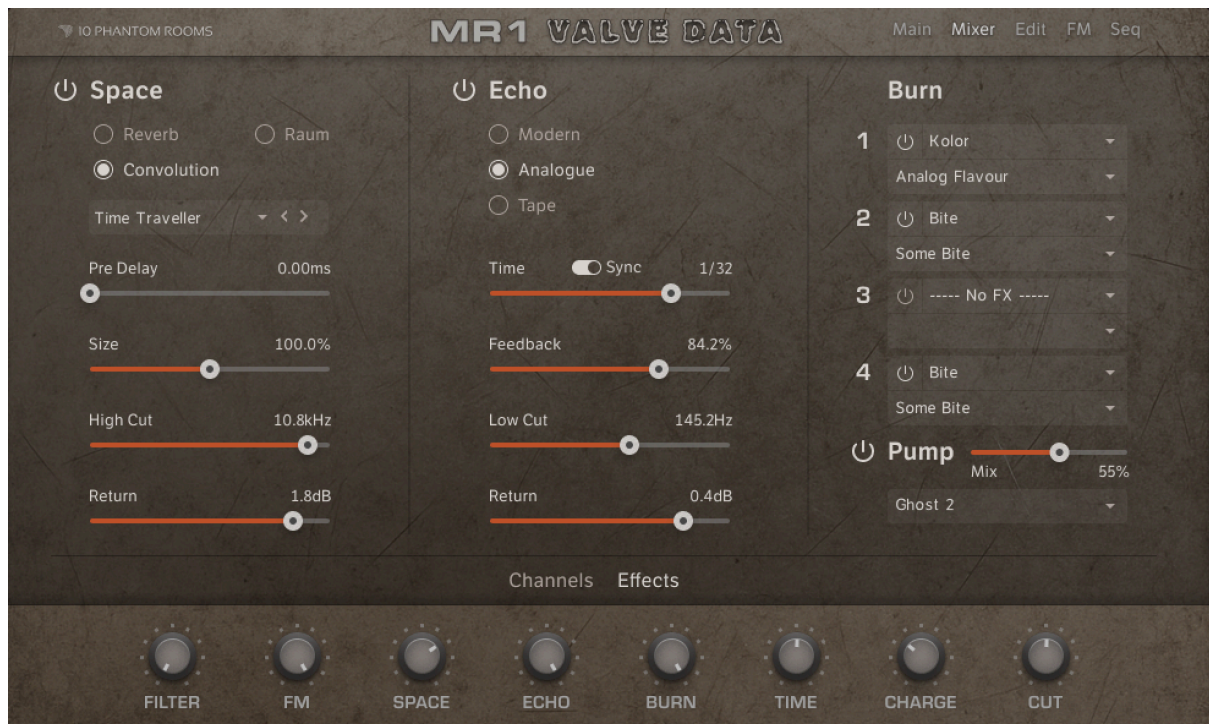 10 PHANTOM ROOMS
MR1 VALVE DATA
Main Mixer Edit FM Seq
Space
Reverb Raum
Convolution
Time Traveller
Pre Delay 0.00ms
Size 100.0%
High Cut 10.8kHz
Return 1.8dB
Echo
Modern
Analogue
Tape
Time Sync 1/32
Feedback 84.2%
Low Cut 145.2Hz
Return 0.4dB
Burn
1 Kolor
Analog Flavour
2 Bite
Some Bite
3 ----- No FX -----
4 Bite
Some Bite
Pump
Mix 55%
Ghost 2
Channels Effects
FILTER FM SPACE ECHO BURN TIME CHARGE CUT